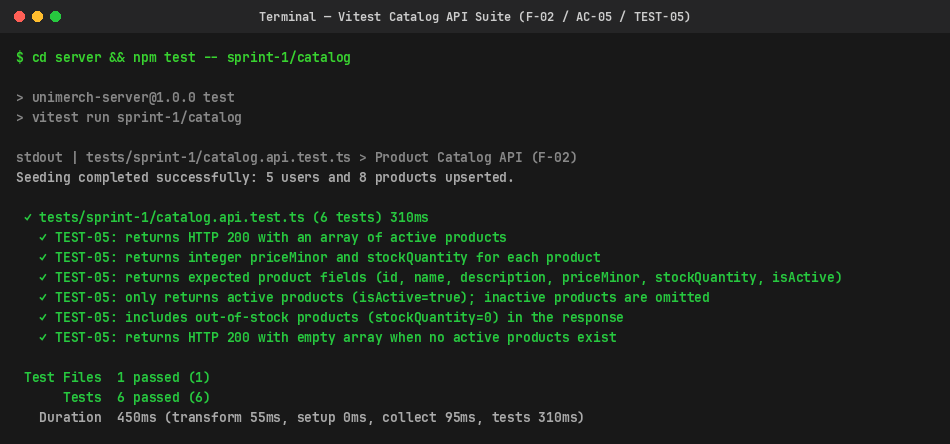 Terminal — Vitest Catalog API Suite (F-02 / AC-05 / TEST-05)
$ cd server && npm test -- sprint-1/catalog
> unimerch-server@1.0.0 test
> vitest run sprint-1/catalog
stdout | tests/sprint-1/catalog.api.test.ts > Product Catalog API (F-02)
Seeding completed successfully: 5 users and 8 products upserted.
✓ tests/sprint-1/catalog.api.test.ts (6 tests) 310ms
✓ TEST-05: returns HTTP 200 with an array of active products
✓ TEST-05: returns integer priceMinor and stockQuantity for each product
✓ TEST-05: returns expected product fields (id, name, description, priceMinor, stockQuantity, isActive)
✓ TEST-05: only returns active products (isActive=true); inactive products are omitted
✓ TEST-05: includes out-of-stock products (stockQuantity=0) in the response
✓ TEST-05: returns HTTP 200 with empty array when no active products exist
Test Files  1 passed (1)
Tests  6 passed (6)
Duration  450ms (transform 55ms, setup 0ms, collect 95ms, tests 310ms)